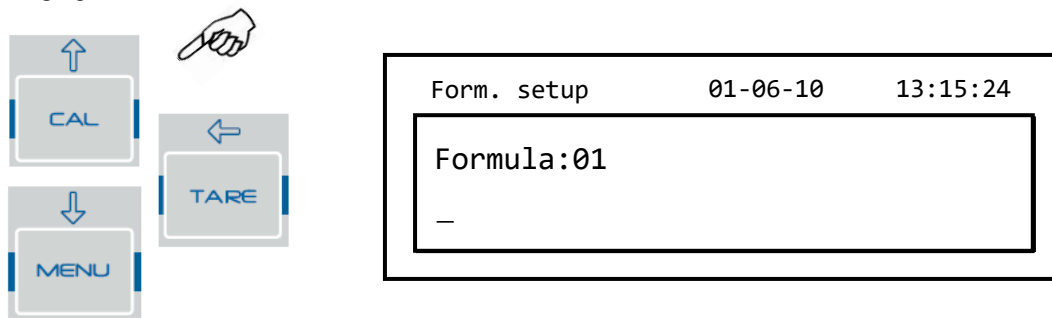 CAL
TARE
MENU
Form. setup 01-06-10 13:15:24
Formula:01
_